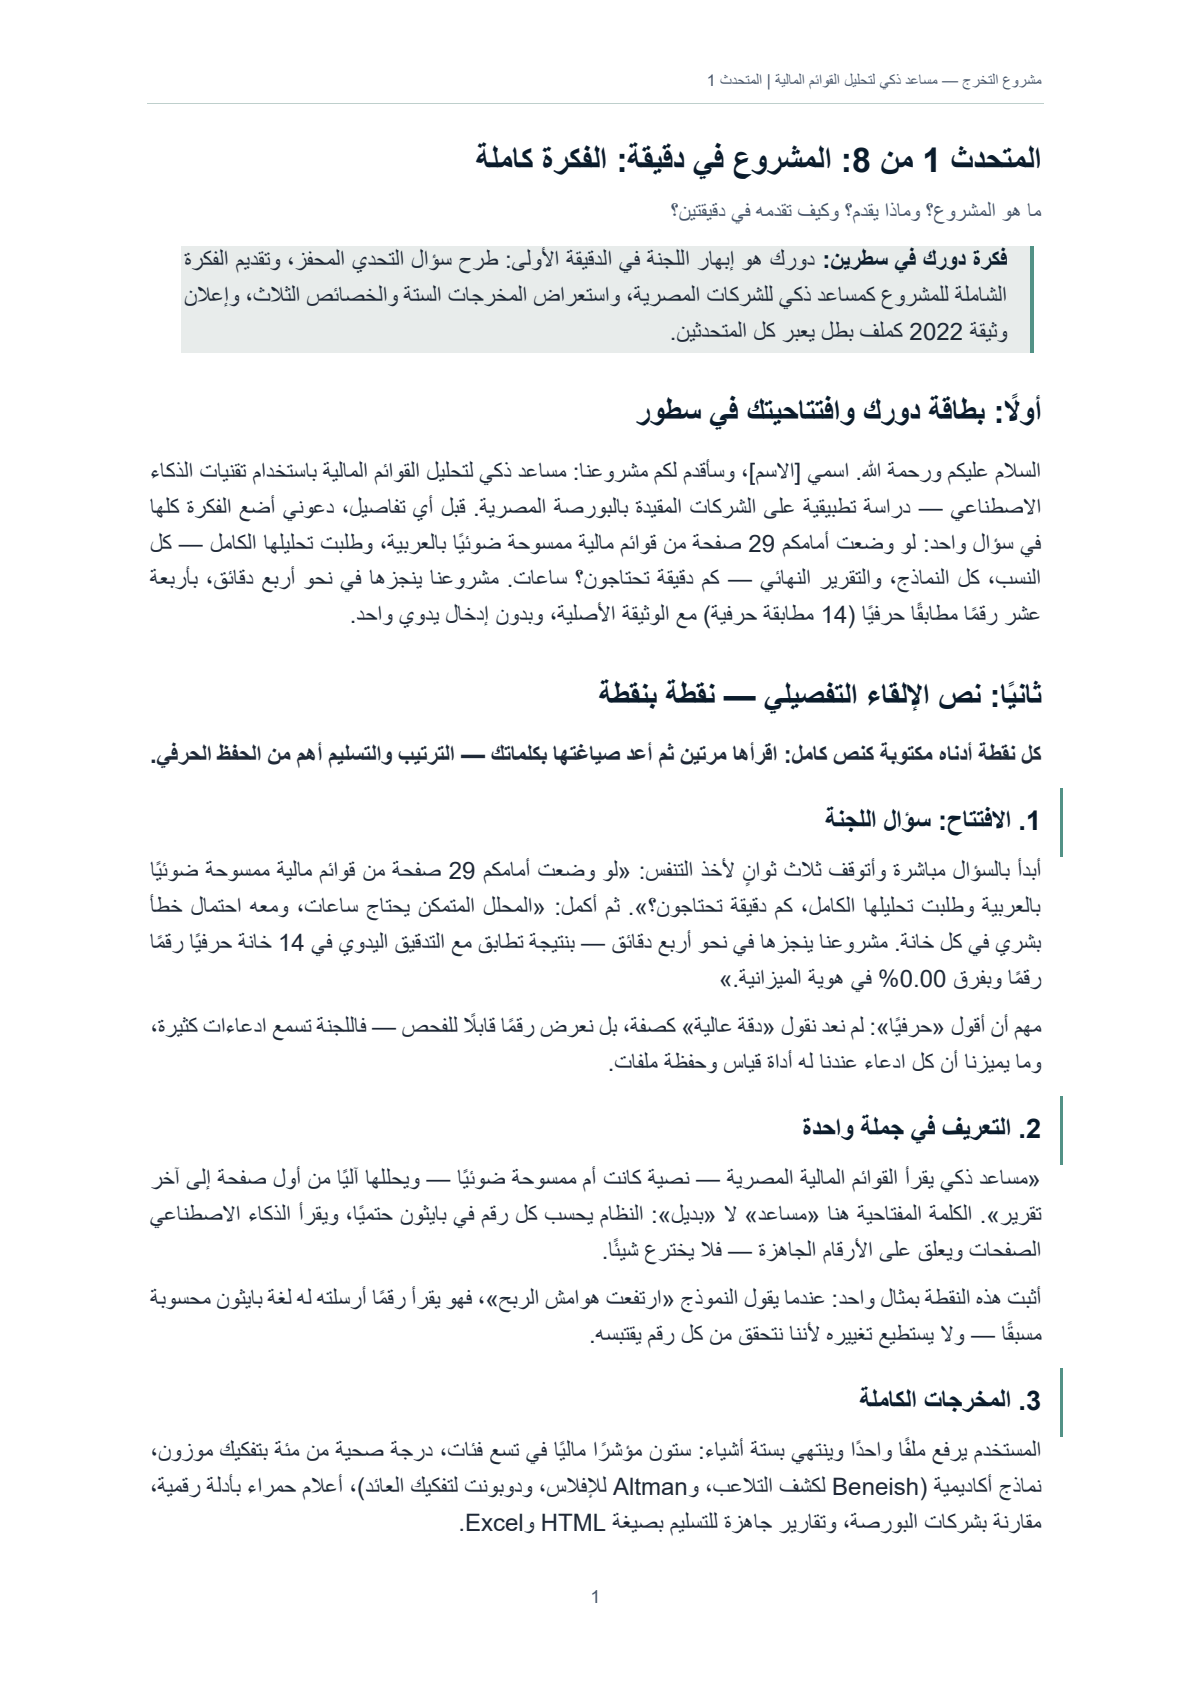 مشروع التخرج — مساعد ذكي لتحليل القوائم المالية | المتحدث 1
المتحدث 1 من 8: المشروع في دقيقة: الفكرة كاملة
ما هو المشروع؟ وماذا يقدم؟ وكيف تقدمه في دقيقتين؟
فكرة دورك في سطرين: دورك هو إبهار اللجنة في الدقيقة الأولى: طرح سؤال التحدي المحفز، وتقديم الفكرة
الشاملة للمشروع كمساعد ذكي للشركات المصرية، واستعراض المخرجات الستة والخصائص الثلاث، وإعلان
وثيقة 2022 كملف بطل يعبر كل المتحدثين.
أولًا: بطاقة دورك وافتتاحيتك في سطور
السلام عليكم ورحمة الله. اسمي [الاسم]، وسأقدم لكم مشروعنا: مساعد ذكي لتحليل القوائم المالية باستخدام تقنيات الذكاء
الاصطناعي — دراسة تطبيقية على الشركات المقيدة بالبورصة المصرية. قبل أي تفاصيل، دعوني أضع الفكرة كلها
في سؤال واحد: لو وضعت أمامكم 29 صفحة من قوائم مالية ممسوحة ضوئيًا بالعربية، وطلبت تحليلها الكامل — كل
النسب، كل النماذج، والتقرير النهائي — كم دقيقة تحتاجون؟ ساعات. مشروعنا ينجزها في نحو أربع دقائق، بأربعة
عشر رقمًا مطابقًا حرفيًا (14 مطابقة حرفية) مع الوثيقة الأصلية، وبدون إدخال يدوي واحد.
ثانيًا: نص الإلقاء التفصيلي — نقطة بنقطة
كل نقطة أدناه مكتوبة كنص كامل: اقرأها مرتين ثم أعد صياغتها بكلماتك — الترتيب والتسليم أهم من الحفظ الحرفي.
1. الافتتاح: سؤال اللجنة
أبدأ بالسؤال مباشرة وأتوقف ثلاث ثوانٍ لأخذ التنفس: «لو وضعت أمامكم 29 صفحة من قوائم مالية ممسوحة ضوئيًا
بالعربية وطلبت تحليلها الكامل، كم دقيقة تحتاجون؟». ثم أكمل: «المحلل المتمكن يحتاج ساعات، ومعه احتمال خطأ
بشري في كل خانة. مشروعنا ينجزها في نحو أربع دقائق — بنتيجة تطابق مع التدقيق اليدوي في 14 خانة حرفيًا رقمًا
رقمًا وبفرق 0.00% في هوية الميزانية.»
مهم أن أقول «حرفيًا»: لم نعد نقول «دقة عالية» كصفة، بل نعرض رقمًا قابلًا للفحص — فاللجنة تسمع ادعاءات كثيرة،
وما يميزنا أن كل ادعاء عندنا له أداة قياس وحفظة ملفات.
2. التعريف في جملة واحدة
«مساعد ذكي يقرأ القوائم المالية المصرية — نصية كانت أم ممسوحة ضوئيًا — ويحللها آليًا من أول صفحة إلى آخر
تقرير». الكلمة المفتاحية هنا «مساعد» لا «بديل»: النظام يحسب كل رقم في بايثون حتميًا، ويقرأ الذكاء الاصطناعي
الصفحات ويعلق على الأرقام الجاهزة — فلا يخترع شيئًا.
أثبت هذه النقطة بمثال واحد: عندما يقول النموذج «ارتفعت هوامش الربح»، فهو يقرأ رقمًا أرسلته له لغة بايثون محسوبة
مسبقًا — ولا يستطيع تغييره لأننا نتحقق من كل رقم يقتبسه.
3. المخرجات الكاملة
المستخدم يرفع ملفًا واحدًا وينتهي بستة أشياء: ستون مؤشرًا ماليًا في تسع فئات، درجة صحية من مئة بتفكيك موزون،
نماذج أكاديمية (Beneish لكشف التلاعب، وAltman للإفلاس، ودوبونت لتفكيك العائد)، أعلام حمراء بأدلة رقمية،
مقارنة بشركات البورصة، وتقارير جاهزة للتسليم بصيغة HTML وExcel.
1